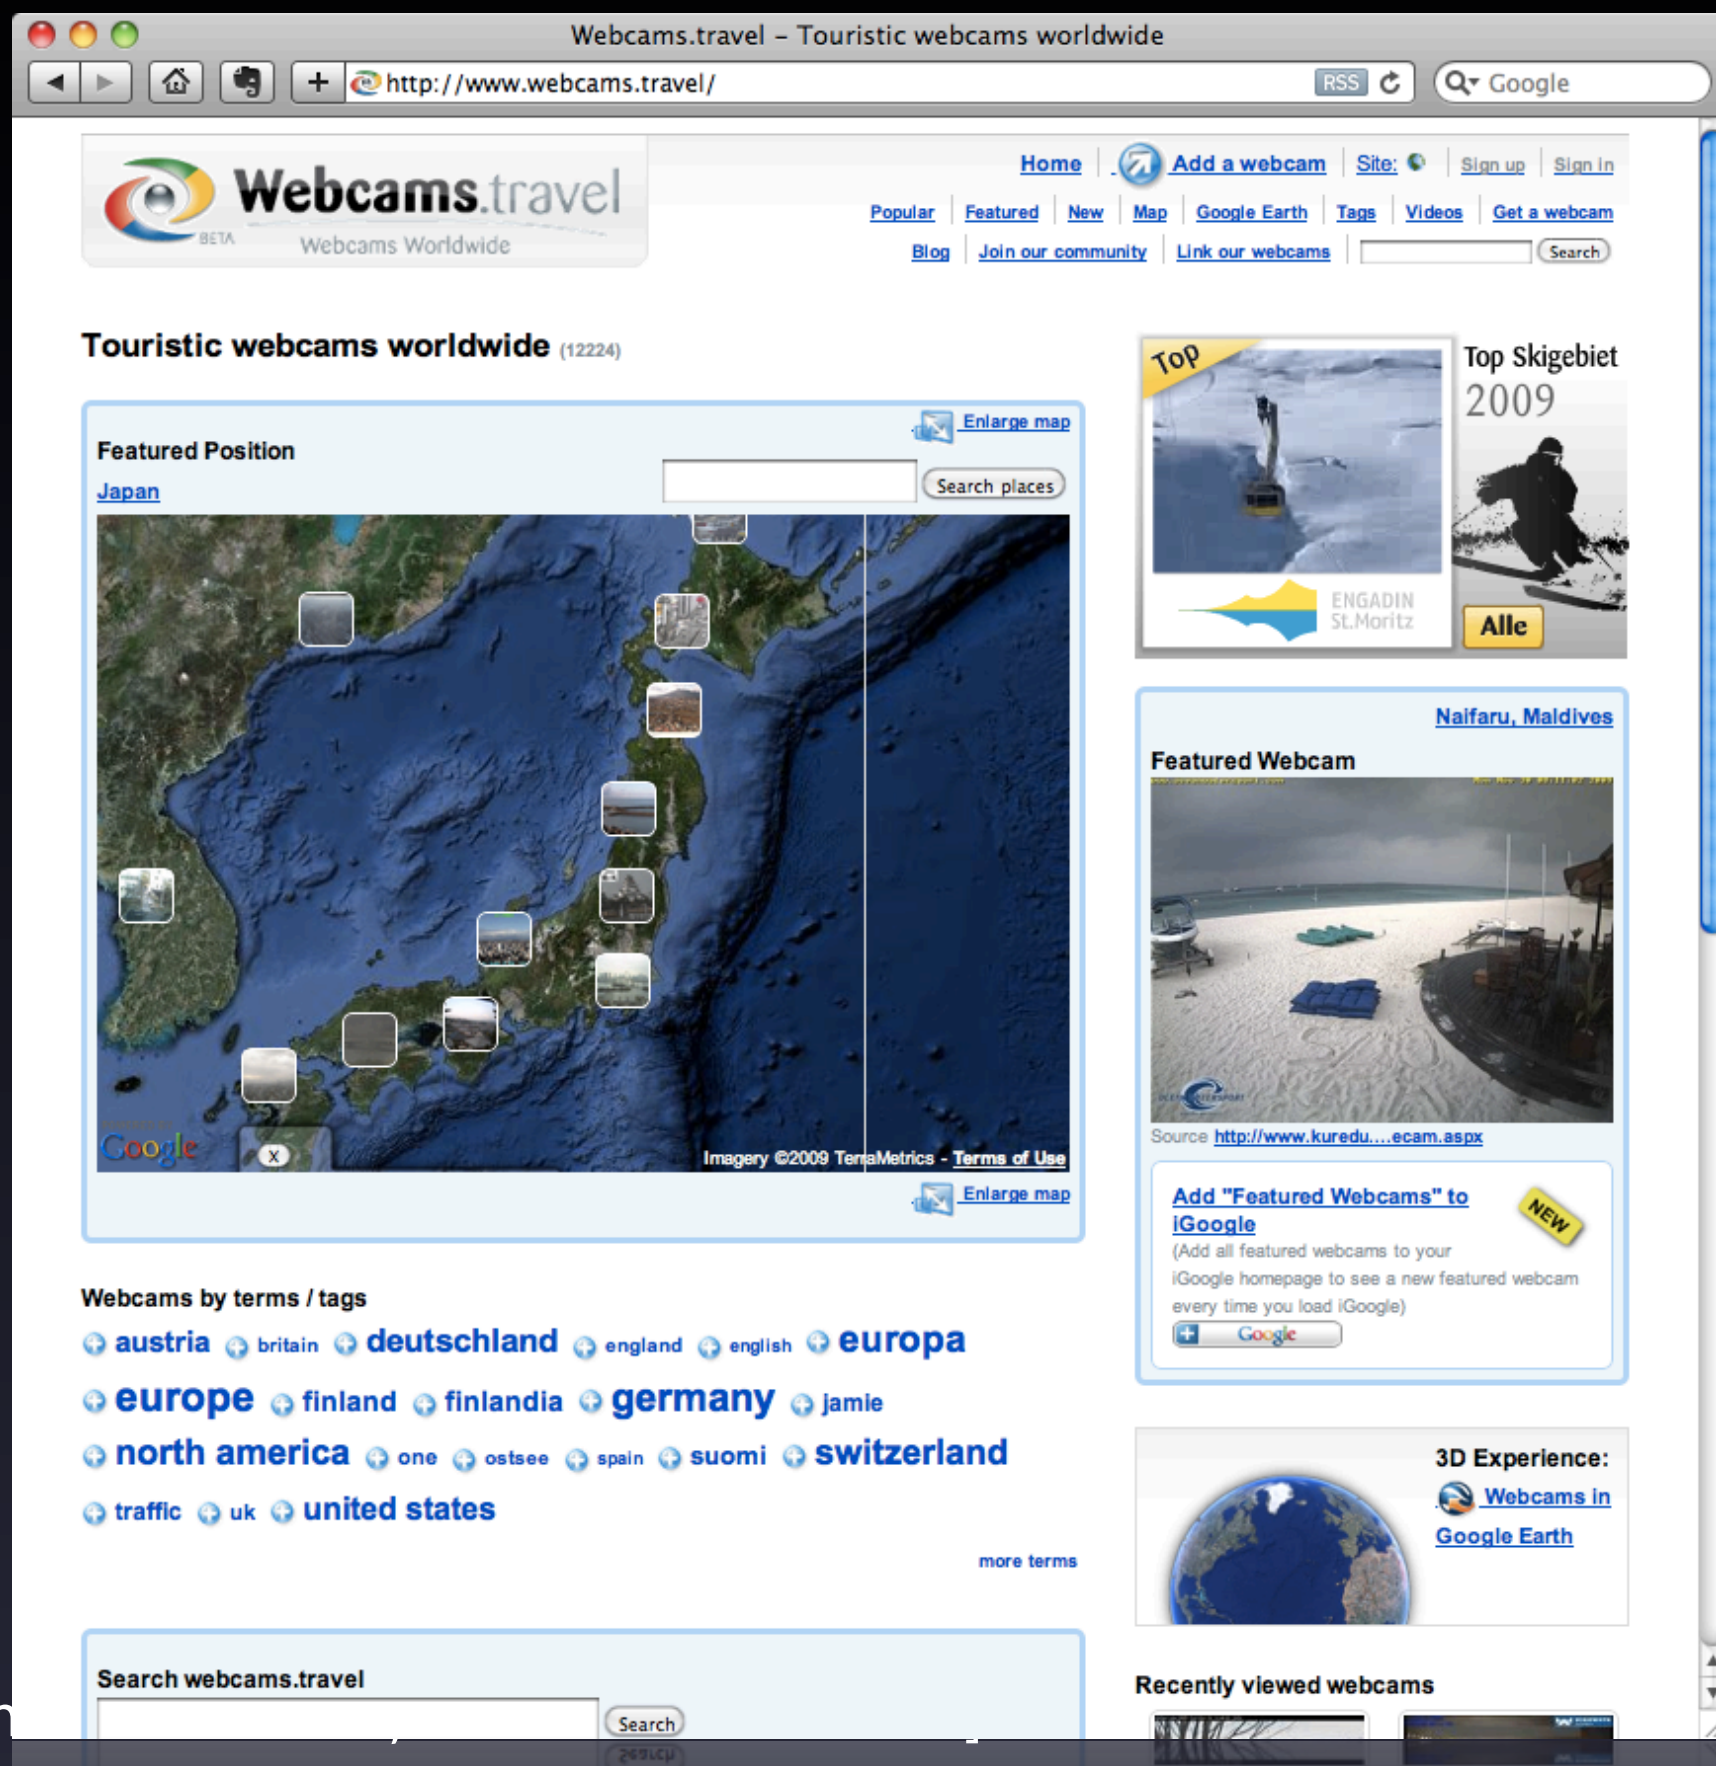 Webcams.travel – Touristic webcams worldwide
http://www.webcams.travel/ RSS Google
Webcams.travel
BETA
Webcams Worldwide
Home Add a webcam Site: Sign up Sign in
Popular Featured New Map Google Earth Tags Videos Get a webcam
Blog Join our community Link our webcams Search
Touristic webcams worldwide (12224)
Enlarge map
Featured Position
Japan
Search places
Google
X
Imagery ©2009 TerraMetrics - Terms of Use
Enlarge map
Webcams by terms / tags
austria britain deutschland england english europa
europe finland finlandia germany jamie
north america one ostsee spain suomi switzerland
traffic uk united states
more terms
Search webcams.travel
Search
Top
Top Skigebiet
2009
ENGADIN
St.Moritz
Alle
Naifaru, Maldives
Featured Webcam
Source http://www.kuredu....ecam.aspx
Add "Featured Webcams" to
iGoogle
NEW
(Add all featured webcams to your
iGoogle homepage to see a new featured webcam
every time you load iGoogle)
Google
3D Experience:
Webcams in
Google Earth
Recently viewed webcams